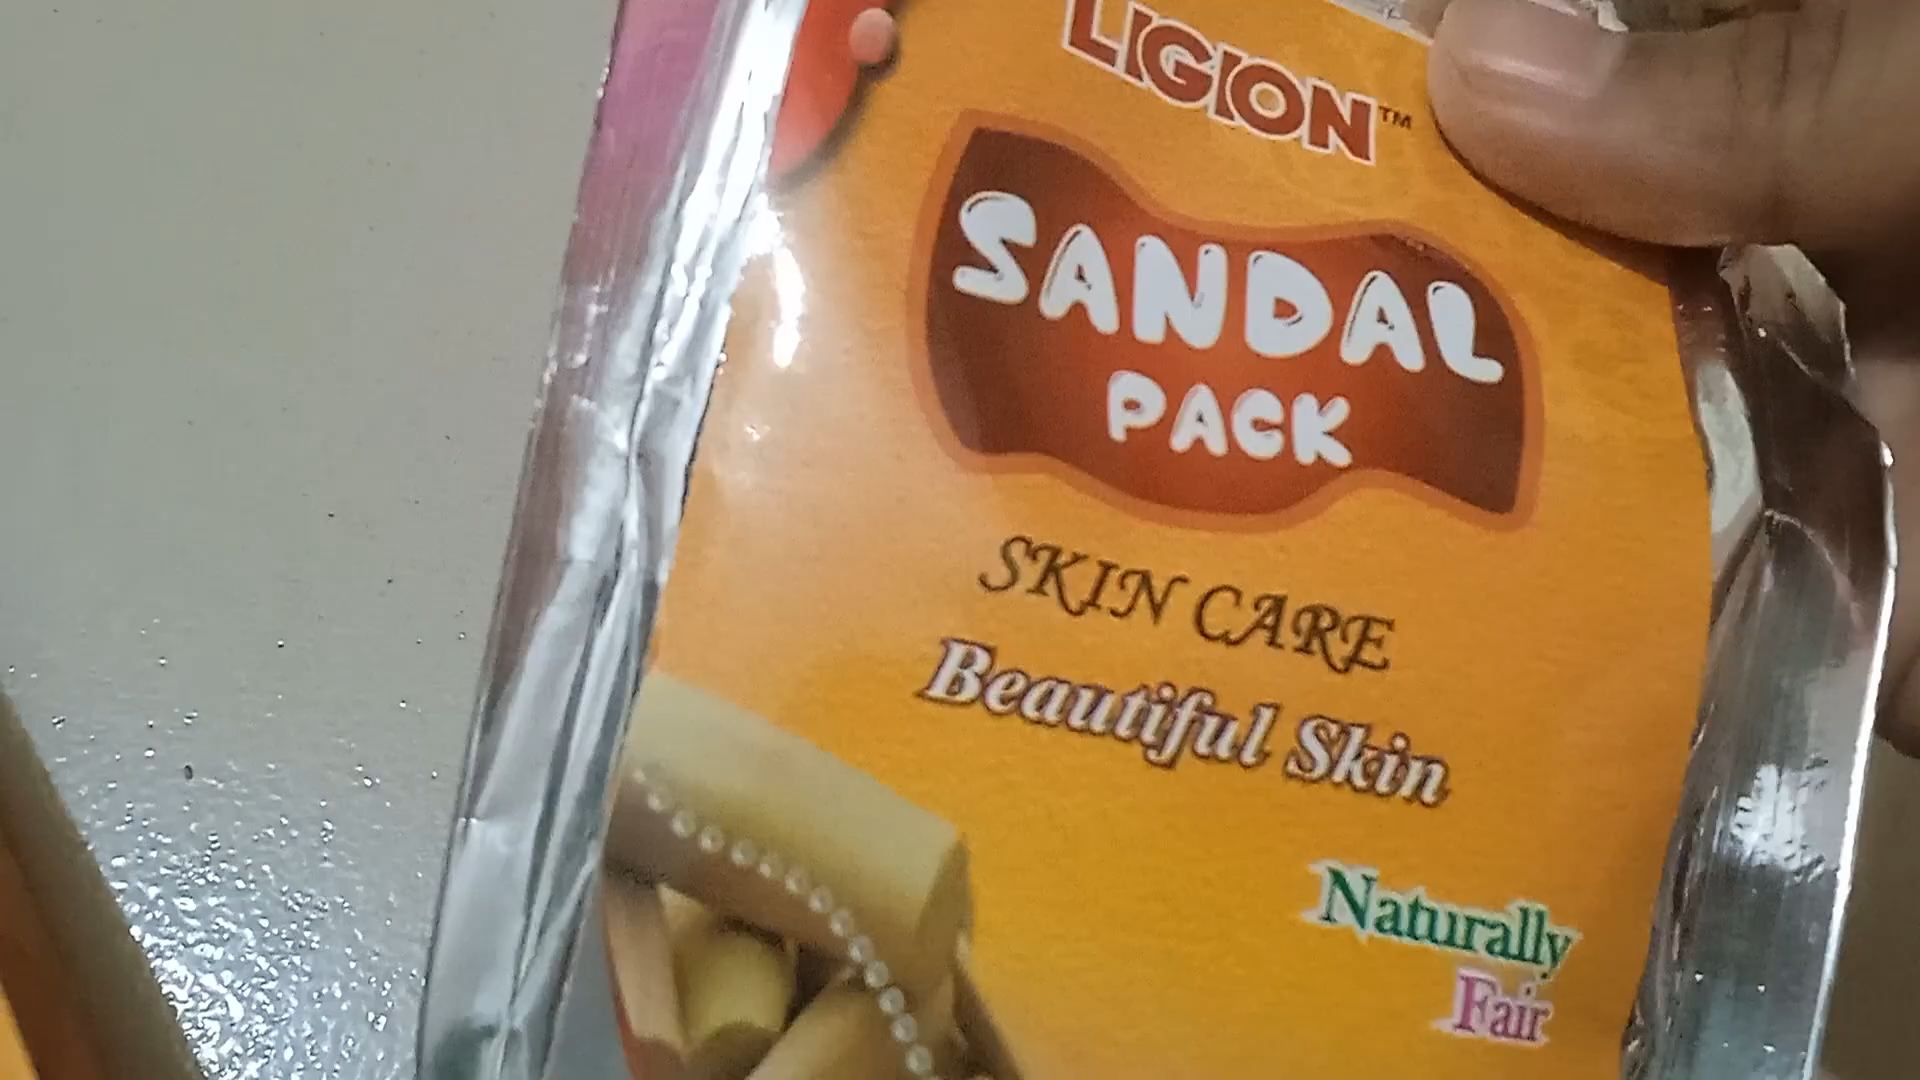 LIGION™
SANDAL
PACK
SKIN CARE
Beautiful Skin
Naturally
Fair